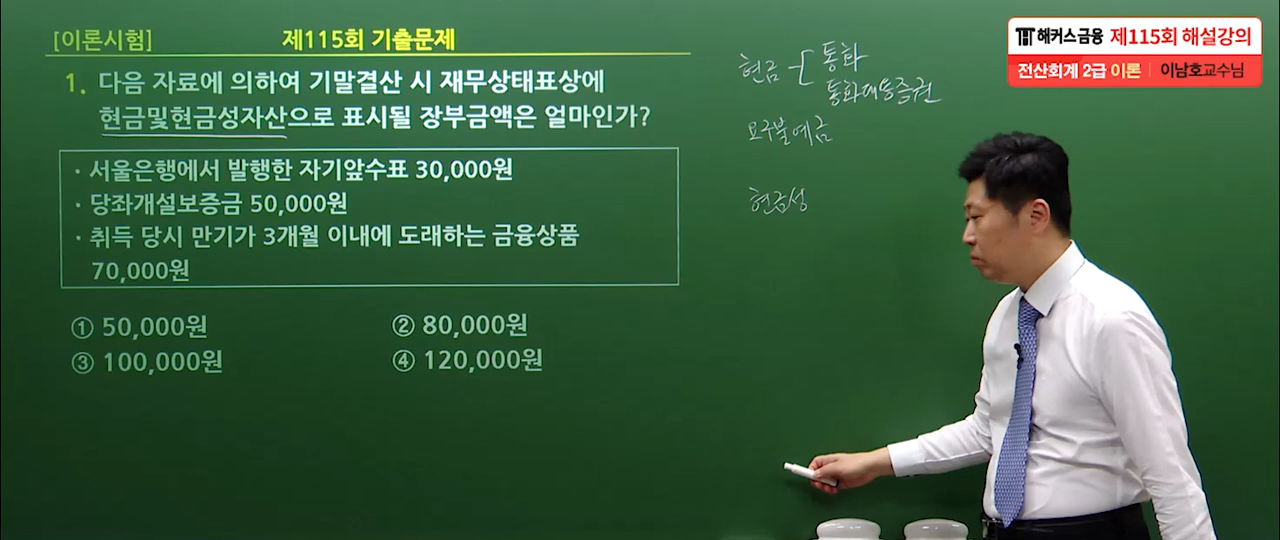 [이론시험] 제115회 기출문제
1. 다음 자료에 의하여 기말결산 시 재무상태표상에
현금및현금성자산으로 표시될 장부금액은 얼마인가?
· 서울은행에서 발행한 자기앞수표 30,000원
· 당좌개설보증금 50,000원
· 취득 당시 만기가 3개월 이내에 도래하는 금융상품
70,000원
① 50,000원 ② 80,000원
③ 100,000원 ④ 120,000원
현금 통화
통화대용증권
요구불예금
현금성
해커스금융 제115회 해설강의
전산회계 2급 이론 이남호교수님